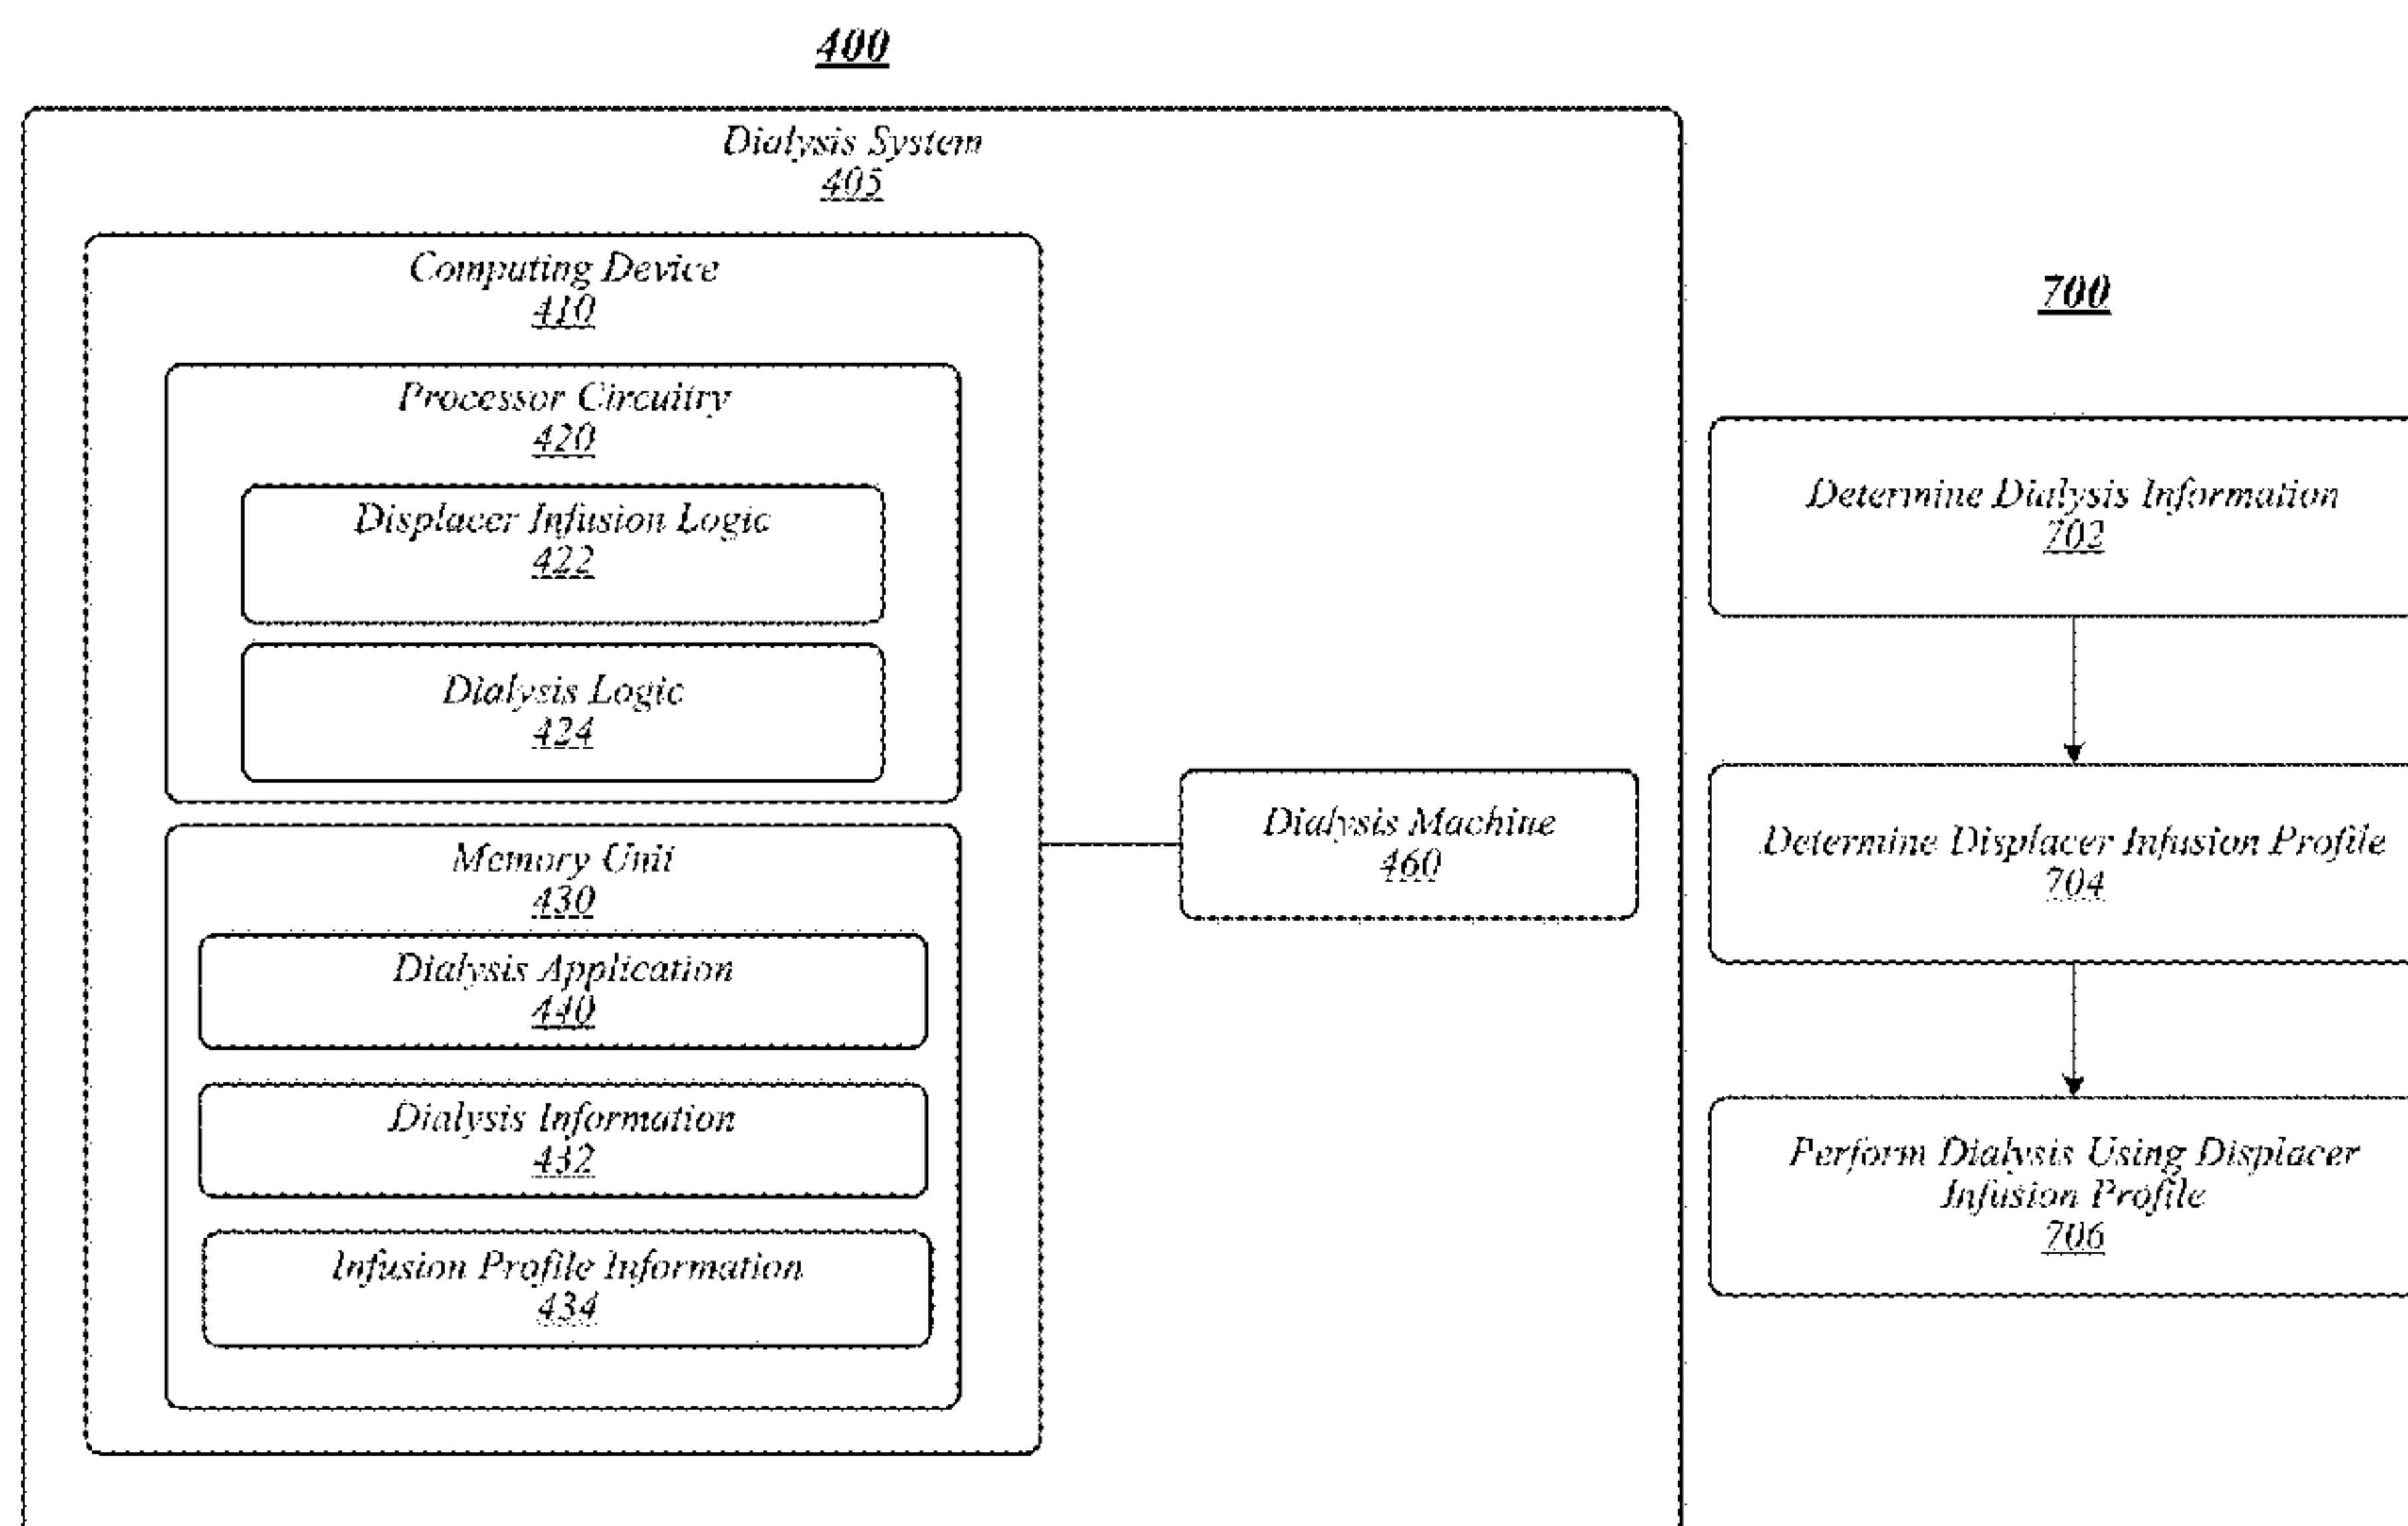 400
Dialysis System
405
Computing Device
410
Processor Circuitry
420
Displacer Infusion Logic
422
Dialysis Logic
424
Memory Unit
430
Dialysis Application
440
Dialysis Information
432
Infusion Profile Information
434
Dialysis Machine
460
700
Determine Dialysis Information
702
Determine Displacer Infusion Profile
704
Perform Dialysis Using Displacer
Infusion Profile
706